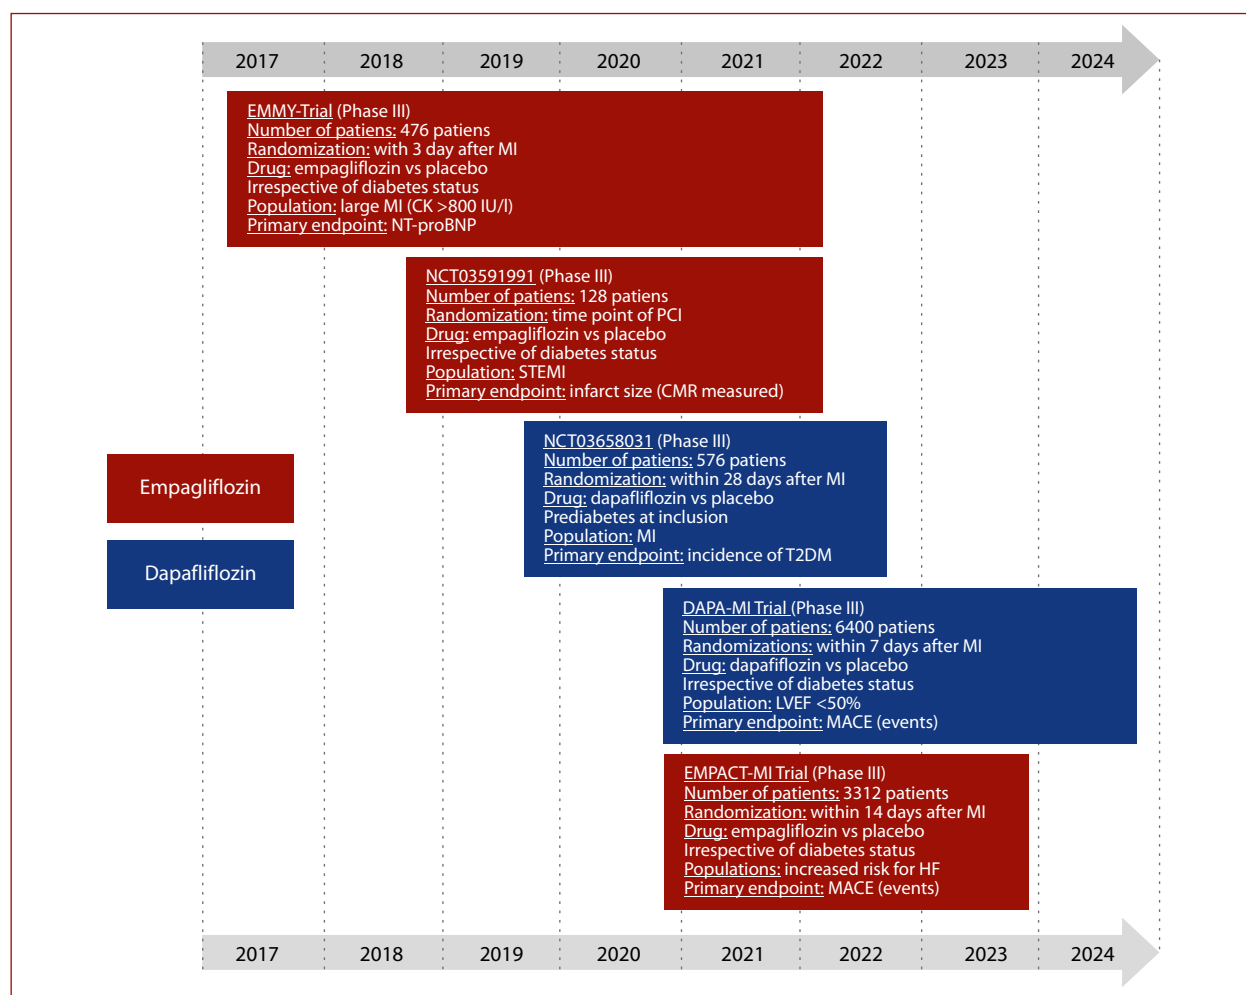 2017 2018 2019 2020 2021 2022 2023 2024
EMMY-Trial (Phase III)
Number of patiens: 476 patiens
Randomization: with 3 day after MI
Drug: empagliflozin vs placebo
Irrespective of diabetes status
Population: large MI (CK >800 IU/l)
Primary endpoint: NT-proBNP
NCT03591991 (Phase III)
Number of patiens: 128 patiens
Randomization: time point of PCI
Drug: empagliflozin vs placebo
Irrespective of diabetes status
Population: STEMI
Primary endpoint: infarct size (CMR measured)
NCT03658031 (Phase III)
Number of patiens: 576 patiens
Randomization: within 28 days after MI
Drug: dapafliflozin vs placebo
Prediabetes at inclusion
Population: MI
Primary endpoint: incidence of T2DM
Empagliflozin
Dapafliflozin
DAPA-MI Trial (Phase III)
Number of patiens: 6400 patiens
Randomizations: within 7 days after MI
Drug: dapafiflozin vs placebo
Irrespective of diabetes status
Population: LVEF <50%
Primary endpoint: MACE (events)
EMPACT-MI Trial (Phase III)
Number of patients: 3312 patients
Randomization: within 14 days after MI
Drug: empagliflozin vs placebo
Irrespective of diabetes status
Populations: increased risk for HF
Primary endpoint: MACE (events)
2017 2018 2019 2020 2021 2022 2023 2024